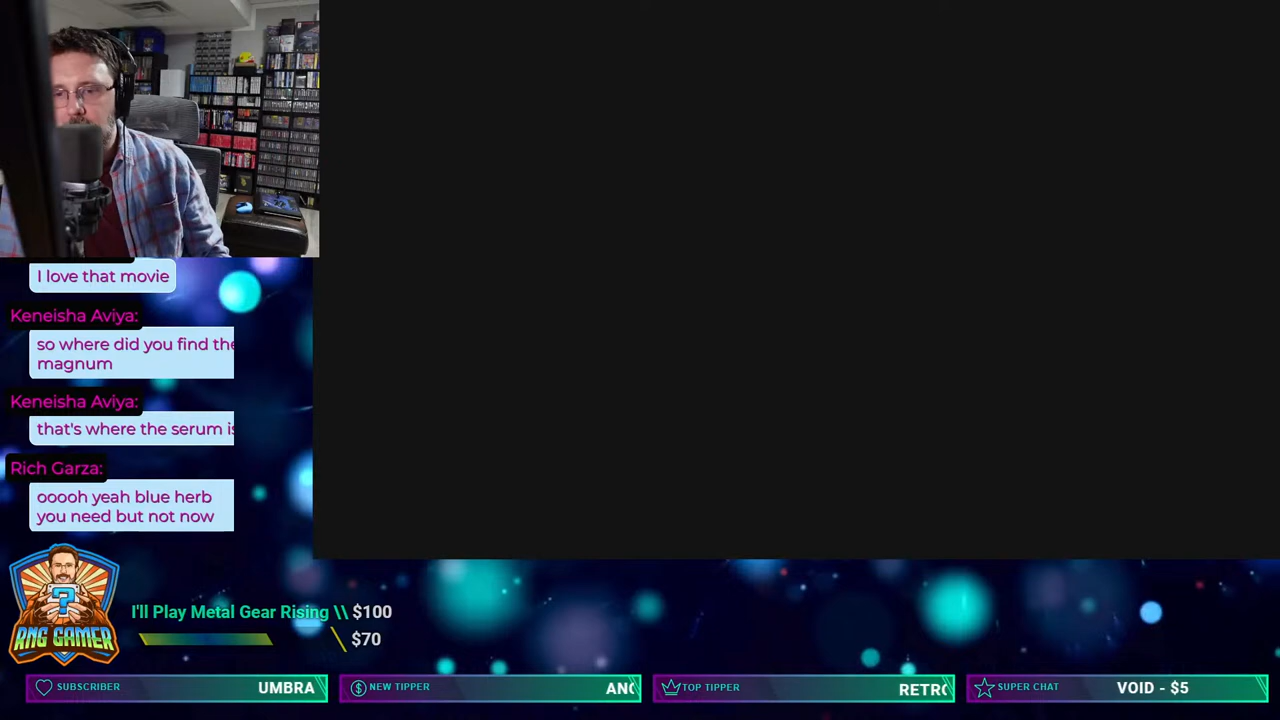 I love that movie
Keneisha Aviya:
so where did you find the
magnum
Keneisha Aviya:
that's where the serum is
Rich Garza:
ooooh yeah blue herb
you need but not now
?
RNG GAMER
I'll Play Metal Gear Rising \\ $100
$70
SUBSCRIBER UMBRA
NEW TIPPER
TOP TIPPER RETRO
SUPER CHAT VOID - $5